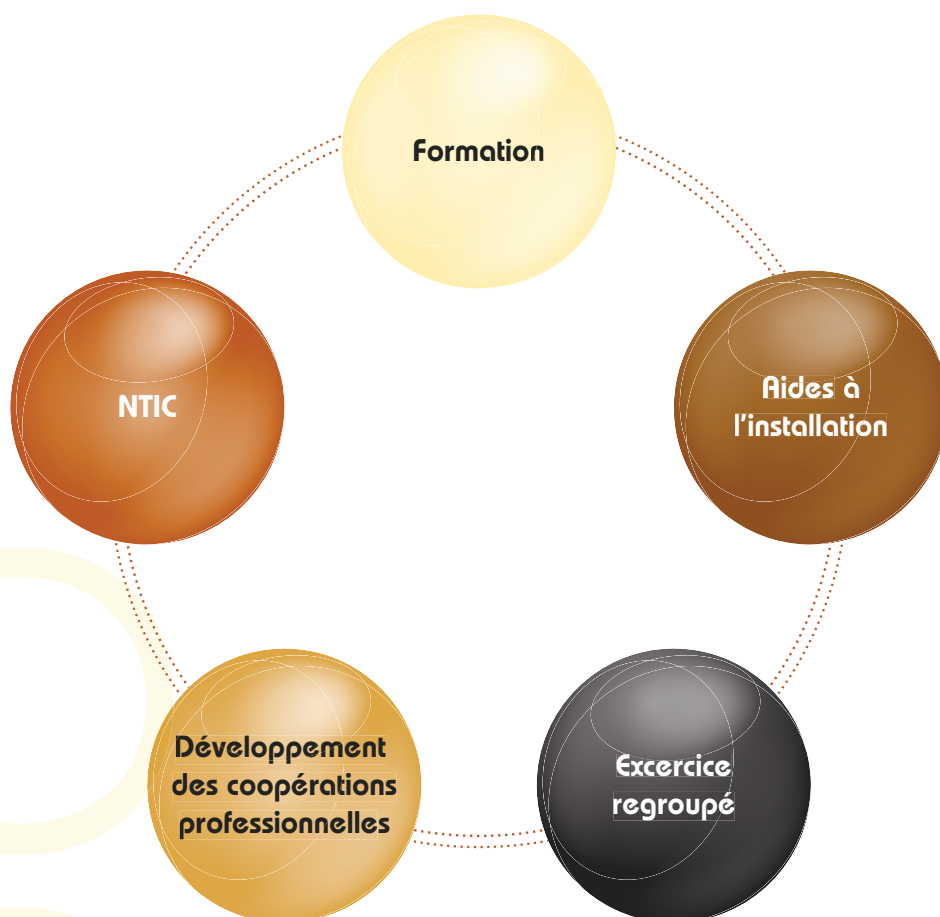 Formation
NTIC
Aides à
l'installation
Développement
des coopérations
professionnelles
Excercice
regroupé